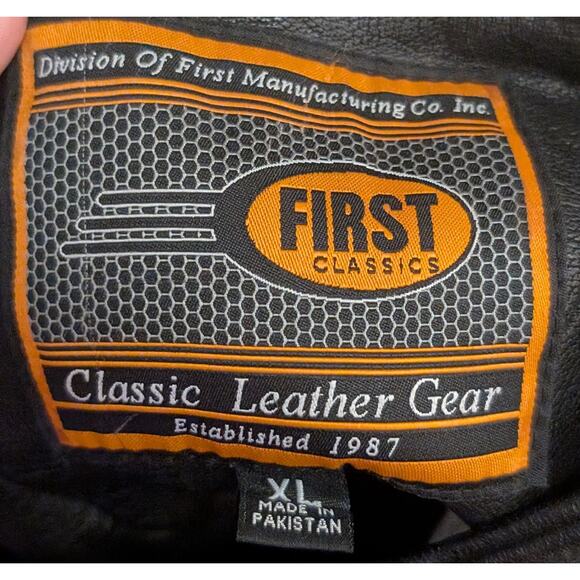 Division Of First Manufacturing Co. Inc.
FIRST
CLASSICS
Classic Leather Gear
Established 1987
XL
MADE IN
PAKISTAN